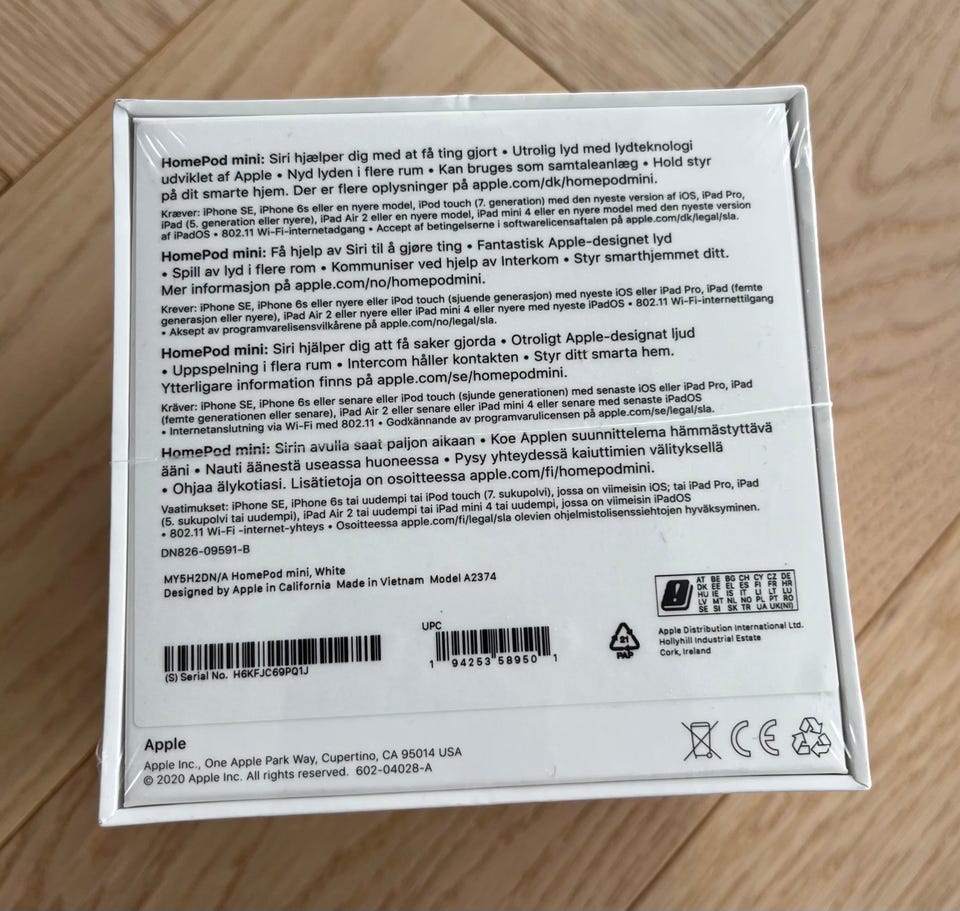 HomePod mini: Siri hjælper dig med at få ting gjort • Utrolig lyd med lydteknologi
udviklet af Apple • Nyd lyden i flere rum • Kan bruges som samtaleanlæg • Hold styr
på dit smarte hjem. Der er flere oplysninger på apple.com/dk/homepodmini.
Kræver: iPhone SE, iPhone 6s eller en nyere model, iPod touch (7. generation) med den nyeste version af iOS, iPad Pro,
iPad (5. generation eller nyere), iPad Air 2 eller en nyere model, iPad mini 4 eller en nyere model med den nyeste version
af iPadOS • 802.11 Wi-Fi-internetadgang • Accept af betingelserne i softwarelicensaftalen på apple.com/dk/legal/sla.
HomePod mini: Få hjelp av Siri til å gjøre ting • Fantastisk Apple-designet lyd
• Spill av lyd i flere rom • Kommuniser ved hjelp av Interkom • Styr smarthjemmet ditt.
Mer informasjon på apple.com/no/homepodmini.
Krever: iPhone SE, iPhone 6s eller nyere eller iPod touch (sjuende generasjon) med nyeste iOS eller iPad Pro, iPad (femte
generasjon eller nyere), iPad Air 2 eller nyere eller iPad mini 4 eller nyere med nyeste iPadOS • 802.11 Wi-Fi-internettilgang
• Aksept av programvarelisensvilkårene på apple.com/no/legal/sla.
HomePod mini: Siri hjälper dig att få saker gjorda • Otroligt Apple-designat ljud
• Uppspelning i flera rum • Intercom håller kontakten • Styr ditt smarta hem.
Ytterligare information finns på apple.com/se/homepodmini.
Kräver: iPhone SE, iPhone 6s eller senare eller iPod touch (sjunde generationen) med senaste iOS eller iPad Pro, iPad
(femte generationen eller senare), iPad Air 2 eller senare eller iPad mini 4 eller senare med senaste iPadOS
• Internetanslutning via Wi-Fi med 802.11 • Godkännande av programvarulicensen på apple.com/se/legal/sla.
HomePod mini: Sirin avulla saat paljon aikaan • Koe Applen suunnittelema hämmästyttävä
ääni • Nauti äänestä useassa huoneessa • Pysy yhteydessä kaiuttimien välityksellä
• Ohjaa älykotiasi. Lisätietoja on osoitteessa apple.com/fi/homepodmini.
Vaatimukset: iPhone SE, iPhone 6s tai uudempi tai iPod touch (7. sukupolvi), jossa on viimeisin iOS; tai iPad Pro, iPad
(5. sukupolvi tai uudempi), iPad Air 2 tai uudempi tai iPad mini 4 tai uudempi, jossa on viimeisin iPadOS
• 802.11 Wi-Fi -internet-yhteys • Osoitteessa apple.com/fi/legal/sla olevien ohjelmistolisenssiehtojen hyväksyminen.
DN826-09591-B
MY5H2DN/A HomePod mini, White
Designed by Apple in California Made in Vietnam Model A2374
AT BE BG CH CY CZ DE
DK EE EL ES FI FR HR
HU IE IS IT LI LT LU
LV MT NL NO PL PT RO
SE SI SK TR UA UK(NI)
Apple Distribution International Ltd.
Hollyhill Industrial Estate
Cork, Ireland
UPC
1 94253 58950 1
21
PAP
(S) Serial No. H6KFJC69PQ1J
Apple
Apple Inc., One Apple Park Way, Cupertino, CA 95014 USA
© 2020 Apple Inc. All rights reserved. 602-04028-A
CE